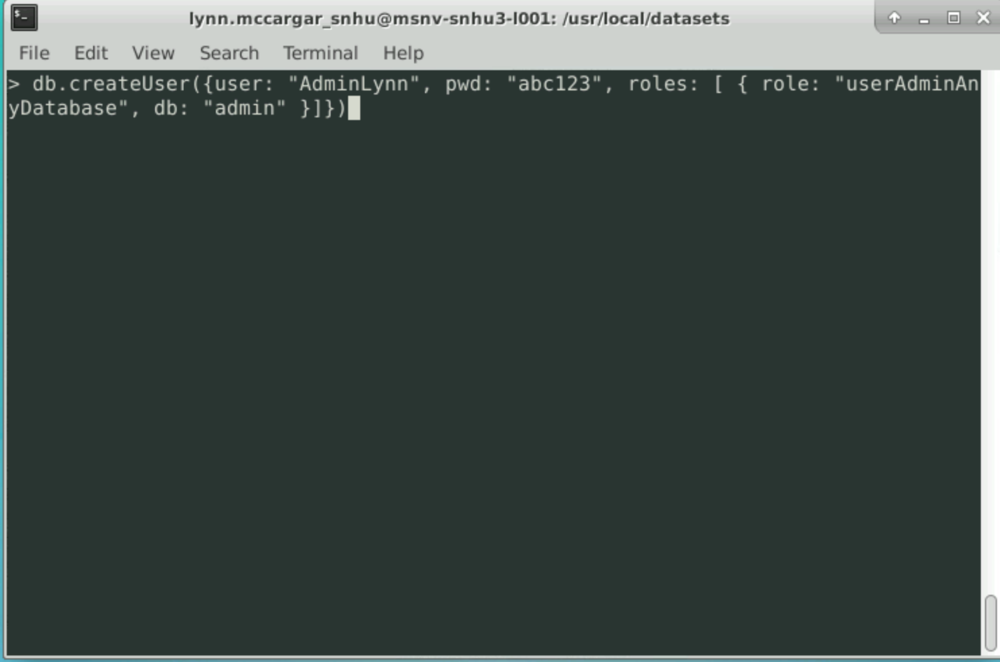 lynn.mccargar_snhu@msnv-snhu3-l001: /usr/local/datasets
File Edit View Search Terminal Help
> db.createUser({user: "AdminLynn", pwd: "abc123", roles: [ { role: "userAdminAn
yDatabase", db: "admin" }]})